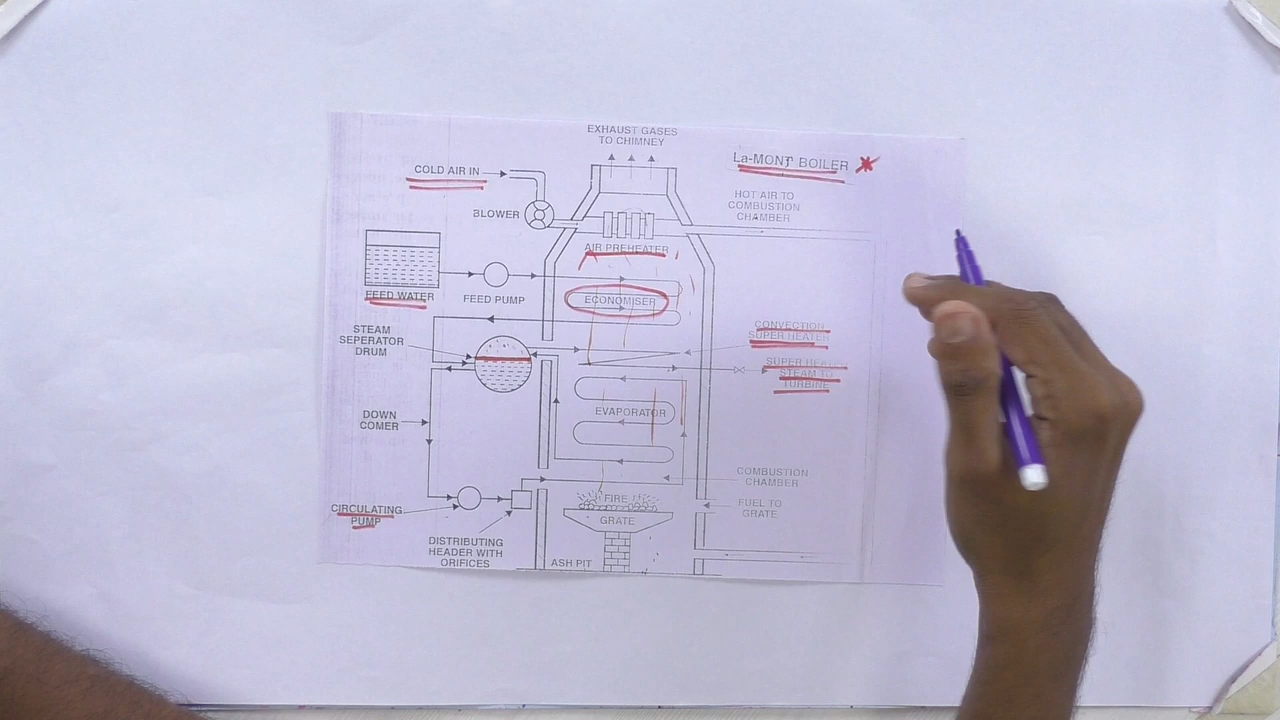 EXHAUST GASES
TO CHIMNEY
La-MONT BOILER
COLD AIR IN
HOT AIR TO
COMBUSTION
CHAMBER
BLOWER
AIR PREHEATER
FEED WATER
FEED PUMP
ECONOMISER
STEAM
SEPERATOR
DRUM
CONVECTION
SUPER HEATER
SUPER HEATED
STEAM TO
TURBINE
EVAPORATOR
DOWN
COMER
COMBUSTION
CHAMBER
FIRE
FUEL TO
GRATE
CIRCULATING
PUMP
GRATE
DISTRIBUTING
HEADER WITH
ORIFICES
ASH PIT